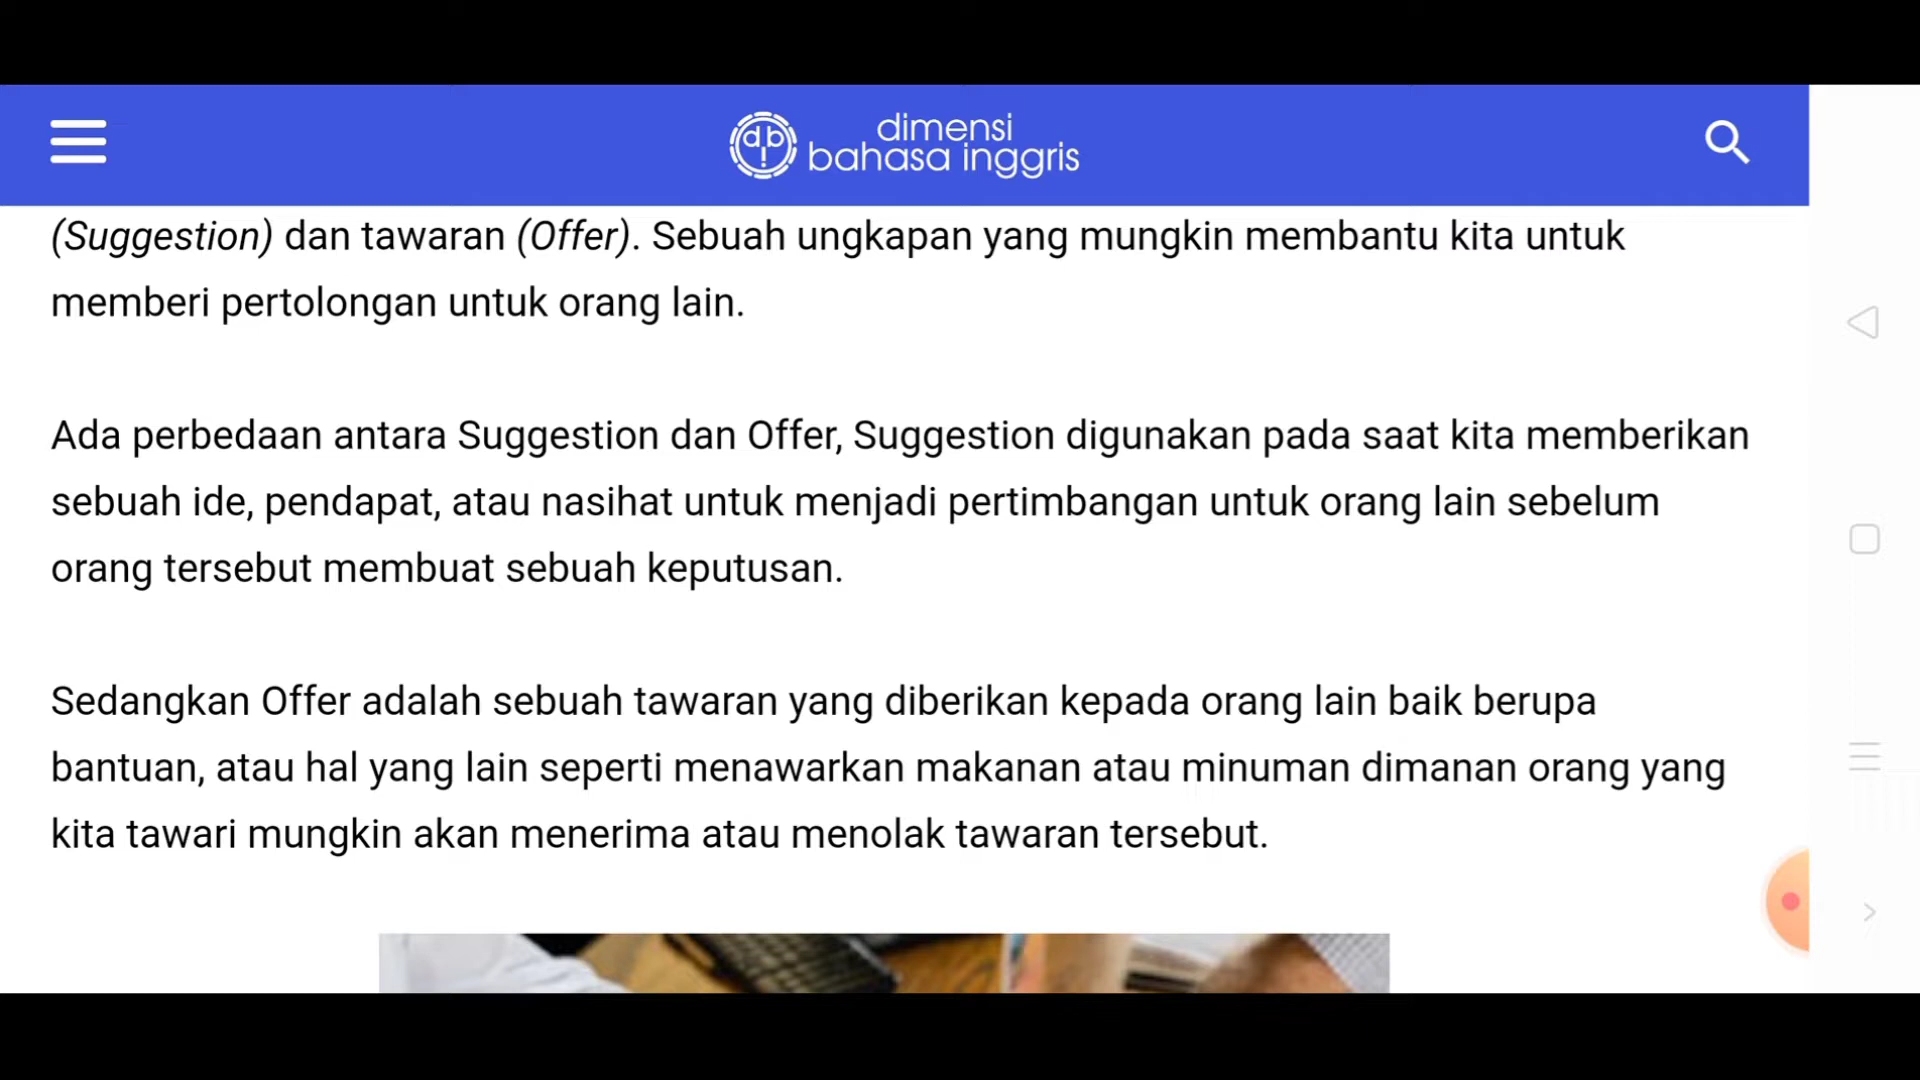 d b
!
dimensi
bahasa inggris
(Suggestion) dan tawaran (Offer). Sebuah ungkapan yang mungkin membantu kita untuk
memberi pertolongan untuk orang lain.
Ada perbedaan antara Suggestion dan Offer, Suggestion digunakan pada saat kita memberikan
sebuah ide, pendapat, atau nasihat untuk menjadi pertimbangan untuk orang lain sebelum
orang tersebut membuat sebuah keputusan.
Sedangkan Offer adalah sebuah tawaran yang diberikan kepada orang lain baik berupa
bantuan, atau hal yang lain seperti menawarkan makanan atau minuman dimanan orang yang
kita tawari mungkin akan menerima atau menolak tawaran tersebut.